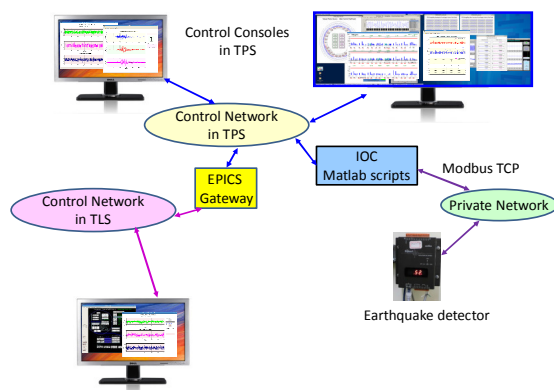 Control Consoles
in TPS
Control Network
in TPS
IOC
Matlab scripts
Modbus TCP
EPICS
Gateway
Control Network
in TLS
Private Network
Earthquake detector